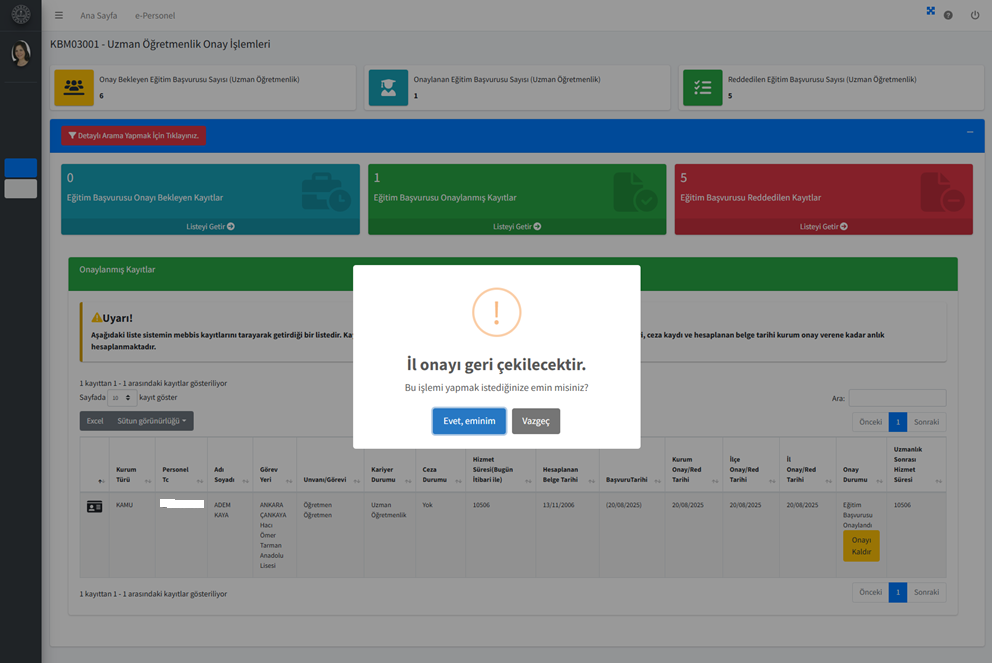 Ana Sayfa e-Personel
KBM03001 - Uzman Öğretmenlik Onay İşlemleri
Onay Bekleyen Eğitim Başvurusu Sayısı (Uzman Öğretmenlik)
6
Onaylanan Eğitim Başvurusu Sayısı (Uzman Öğretmenlik)
1
Reddedilen Eğitim Başvurusu Sayısı (Uzman Öğretmenlik)
5
Detaylı Arama Yapmak İçin Tıklayınız.
0
Eğitim Başvurusu Onayı Bekleyen Kayıtlar
Listeyi Getir
1
Eğitim Başvurusu Onaylanmış Kayıtlar
Listeyi Getir
5
Eğitim Başvurusu Reddedilen Kayıtlar
Listeyi Getir
Onaylanmış Kayıtlar
Uyarı!
Aşağıdaki liste sistemin mebbis kayıtlarını tarayarak getirdiği bir listedir. , ceza kaydı ve hesaplanan belge tarihi kurum onay verene kadar anlık
hesaplanmaktadır.
İl onayı geri çekilecektir.
Bu işlemi yapmak istediğinize emin misiniz?
Evet, eminim Vazgeç
1 kayıttan 1 - 1 arasındaki kayıtlar gösteriliyor
Sayfada 10 kayıt göster
Ara:
Excel Sütun görünürlüğü
Önceki 1 Sonraki
Kurum Türü
Personel Tc
Adı Soyadı
Görev Yeri
Unvanı/Görevi
Kariyer Durumu
Ceza Durumu
Hizmet Süresi(Bugün İtibari ile)
Hesaplanan Belge Tarihi
BaşvuruTarihi
Kurum Onay/Red Tarihi
İlçe Onay/Red Tarihi
İl Onay/Red Tarihi
Onay Durumu
Uzmanlık Sonrası Hizmet Süresi
KAMU
ADEM KAYA
ANKARA ÇANKAYA Hacı Ömer Tarman Anadolu Lisesi
Öğretmen Öğretmen
Uzman Öğretmenlik
Yok
10506
13/11/2006
(20/08/2025)
20/08/2025
20/08/2025
20/08/2025
Eğitim Başvurusu Onaylandı
Onayı Kaldır
10506
1 kayıttan 1 - 1 arasındaki kayıtlar gösteriliyor
Önceki 1 Sonraki